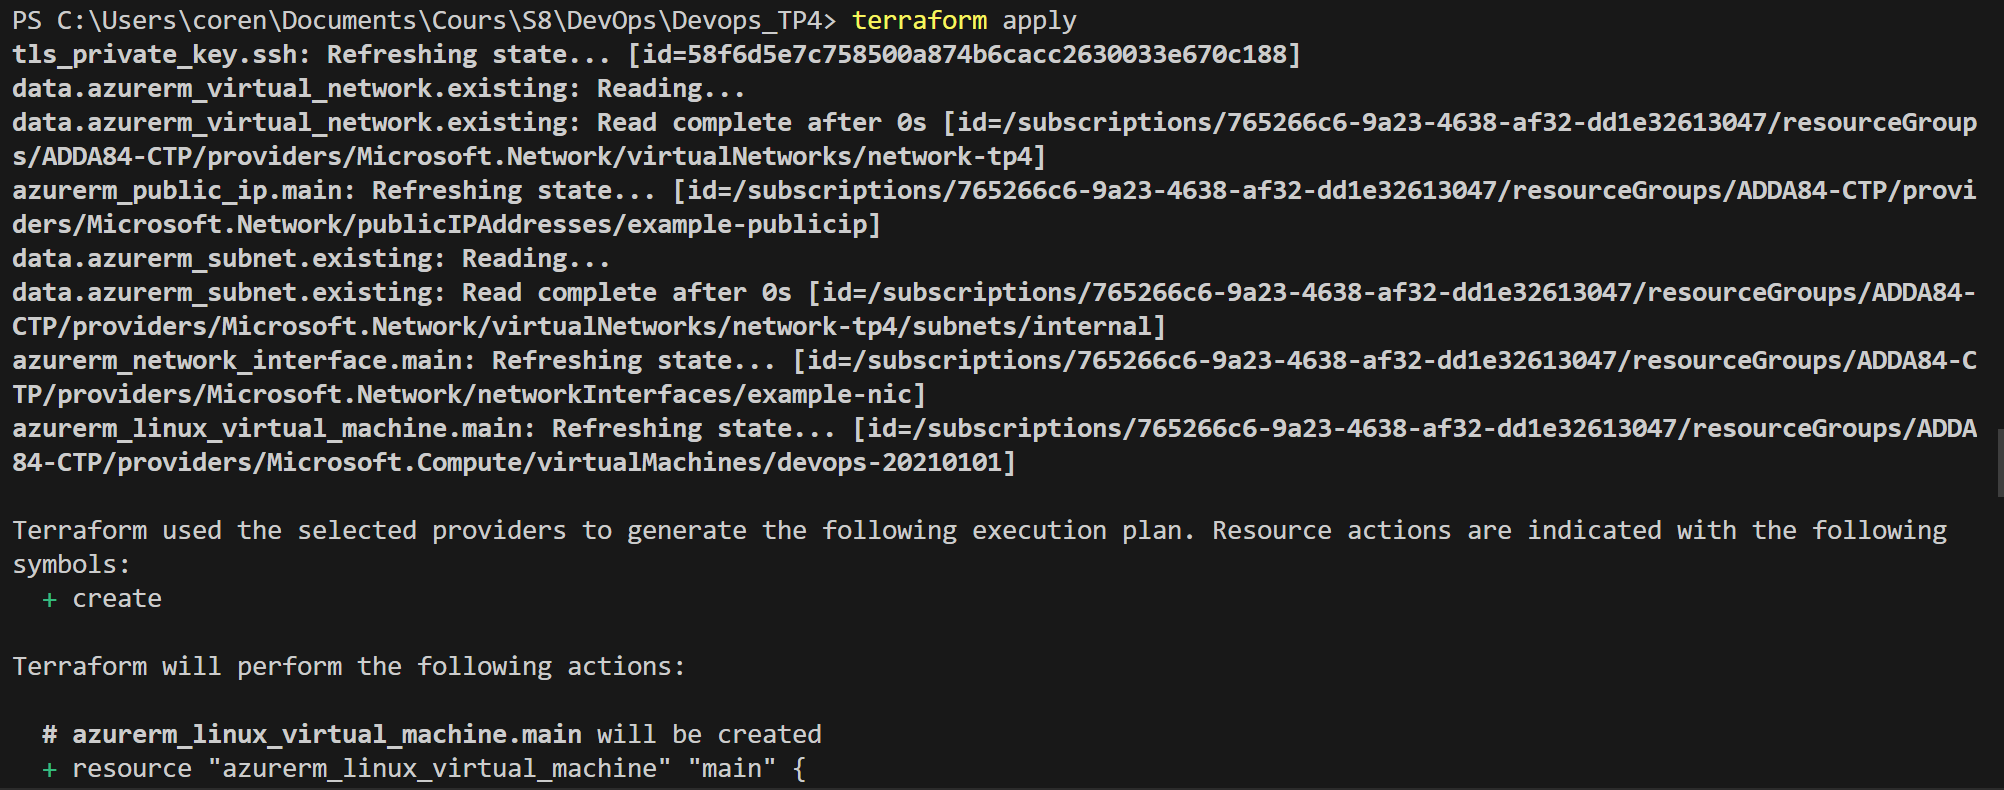 PS C:\Users\coren\Documents\Cours\S8\DevOps\Devops_TP4> terraform apply
tls_private_key.ssh: Refreshing state... [id=58f6d5e7c758500a874b6cacc2630033e670c188]
data.azurerm_virtual_network.existing: Reading...
data.azurerm_virtual_network.existing: Read complete after 0s [id=/subscriptions/765266c6-9a23-4638-af32-dd1e32613047/resourceGroup
s/ADDA84-CTP/providers/Microsoft.Network/virtualNetworks/network-tp4]
azurerm_public_ip.main: Refreshing state... [id=/subscriptions/765266c6-9a23-4638-af32-dd1e32613047/resourceGroups/ADDA84-CTP/provi
ders/Microsoft.Network/publicIPAddresses/example-publicip]
data.azurerm_subnet.existing: Reading...
data.azurerm_subnet.existing: Read complete after 0s [id=/subscriptions/765266c6-9a23-4638-af32-dd1e32613047/resourceGroups/ADDA84-
CTP/providers/Microsoft.Network/virtualNetworks/network-tp4/subnets/internal]
azurerm_network_interface.main: Refreshing state... [id=/subscriptions/765266c6-9a23-4638-af32-dd1e32613047/resourceGroups/ADDA84-C
TP/providers/Microsoft.Network/networkInterfaces/example-nic]
azurerm_linux_virtual_machine.main: Refreshing state... [id=/subscriptions/765266c6-9a23-4638-af32-dd1e32613047/resourceGroups/ADDA
84-CTP/providers/Microsoft.Compute/virtualMachines/devops-20210101]

Terraform used the selected providers to generate the following execution plan. Resource actions are indicated with the following
symbols:
  + create

Terraform will perform the following actions:

  # azurerm_linux_virtual_machine.main will be created
  + resource "azurerm_linux_virtual_machine" "main" {